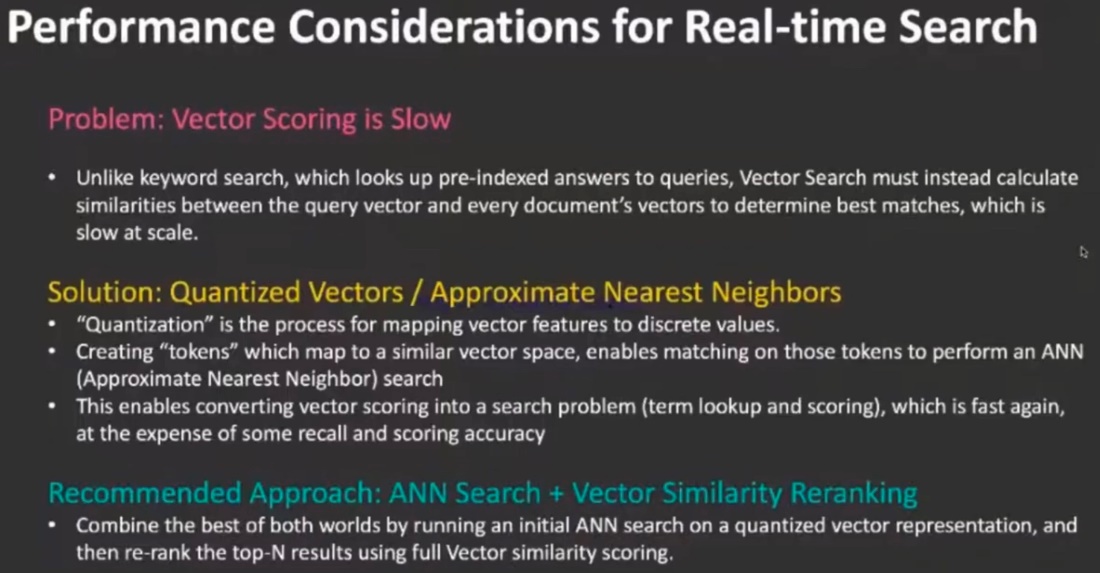 Performance Considerations for Real-time Search
Problem: Vector Scoring is Slow
• Unlike keyword search, which looks up pre-indexed answers to queries, Vector Search must instead calculate
similarities between the query vector and every document's vectors to determine best matches, which is
slow at scale.
Solution: Quantized Vectors / Approximate Nearest Neighbors
• “Quantization” is the process for mapping vector features to discrete values.
• Creating “tokens” which map to a similar vector space, enables matching on those tokens to perform an ANN
(Approximate Nearest Neighbor) search
• This enables converting vector scoring into a search problem (term lookup and scoring), which is fast again,
at the expense of some recall and scoring accuracy
Recommended Approach: ANN Search + Vector Similarity Reranking
• Combine the best of both worlds by running an initial ANN search on a quantized vector representation, and
then re-rank the top-N results using full Vector similarity scoring.